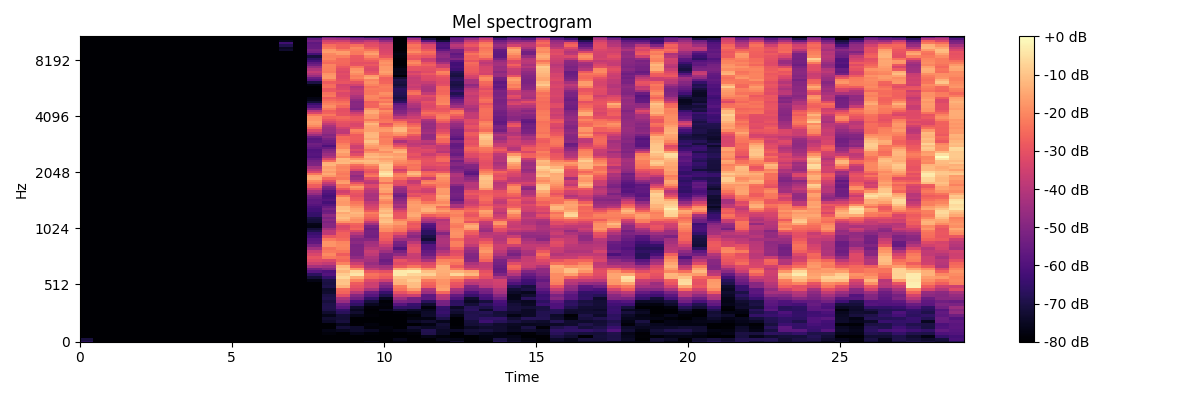 Mel spectrogram
8192
4096
2048
1024
512
0
Hz
0 5 10 15 20 25
Time
+0 dB
-10 dB
-20 dB
-30 dB
-40 dB
-50 dB
-60 dB
-70 dB
-80 dB